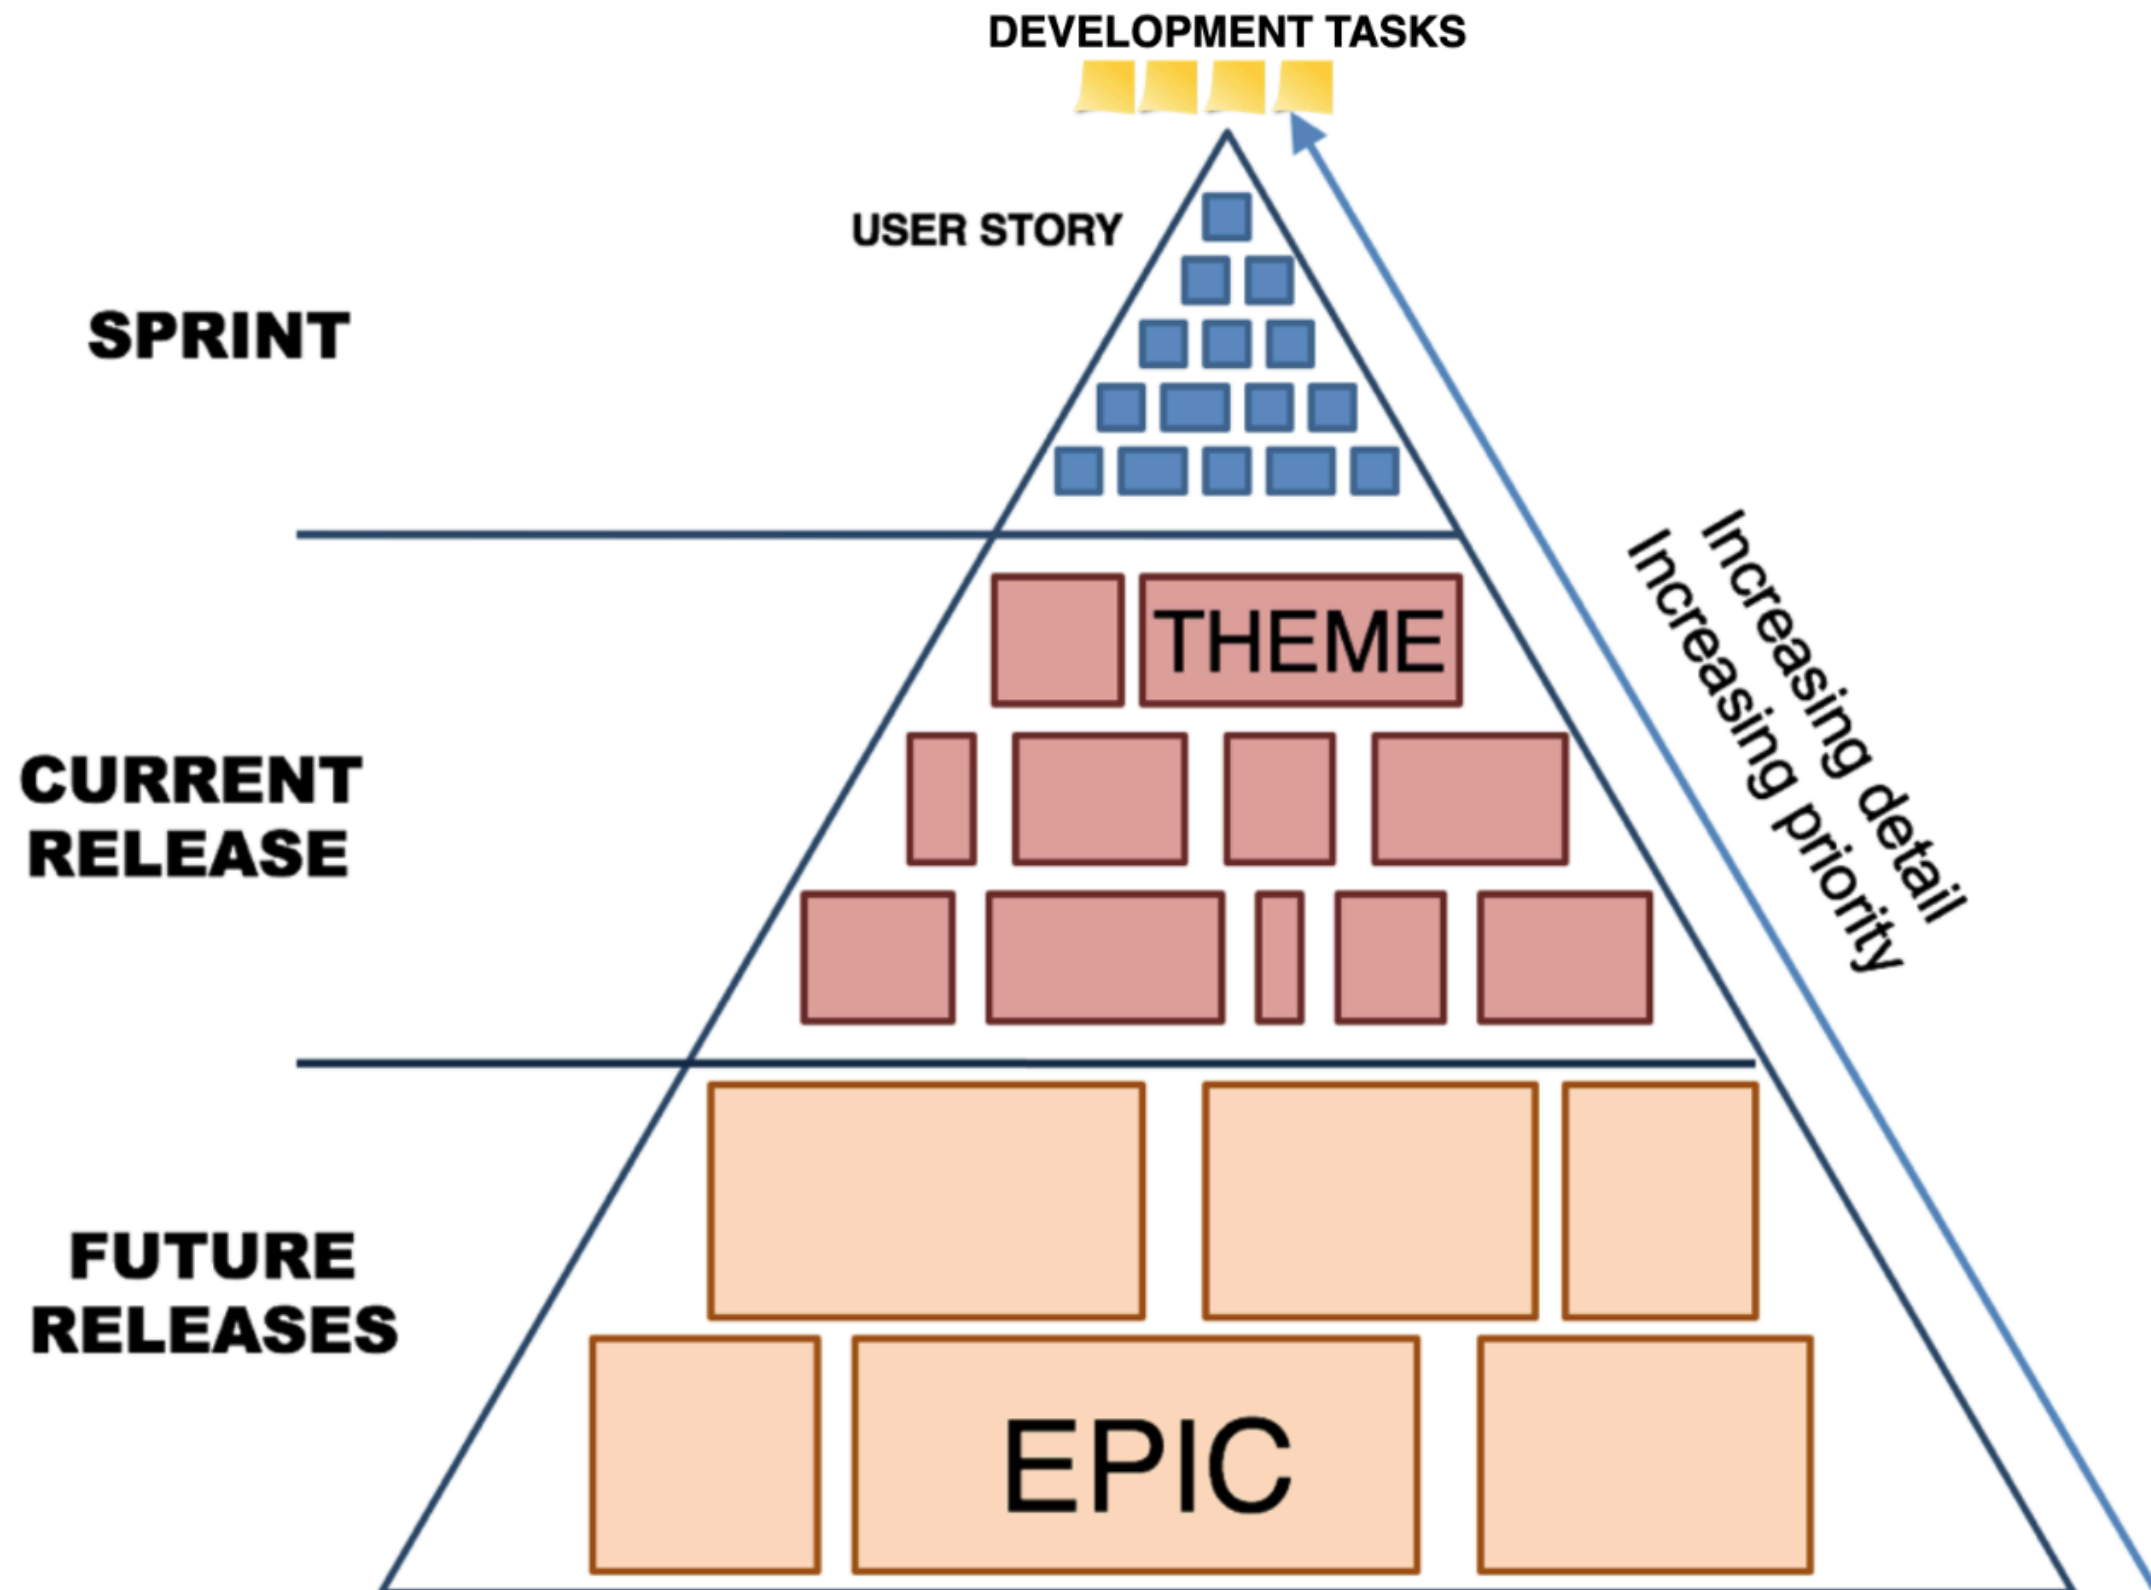 DEVELOPMENT TASKS
USER STORY
SPRINT
THEME
CURRENT
RELEASE
Increasing detail
Increasing priority
FUTURE
RELEASES
EPIC